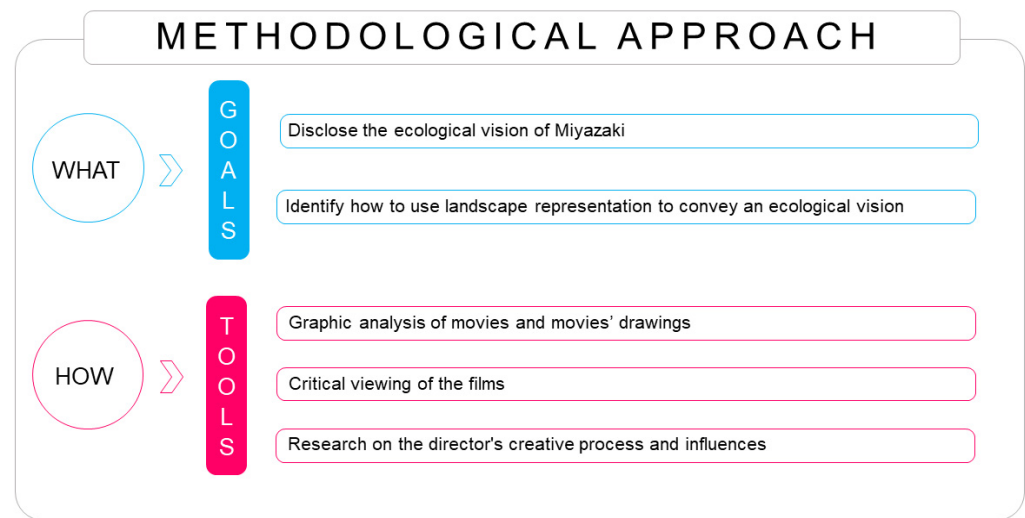 METHODOLOGICAL APPROACH
WHAT
GOALS
Disclose the ecological vision of Miyazaki
Identify how to use landscape representation to convey an ecological vision
HOW
TOOLS
Graphic analysis of movies and movies’ drawings
Critical viewing of the films
Research on the director's creative process and influences